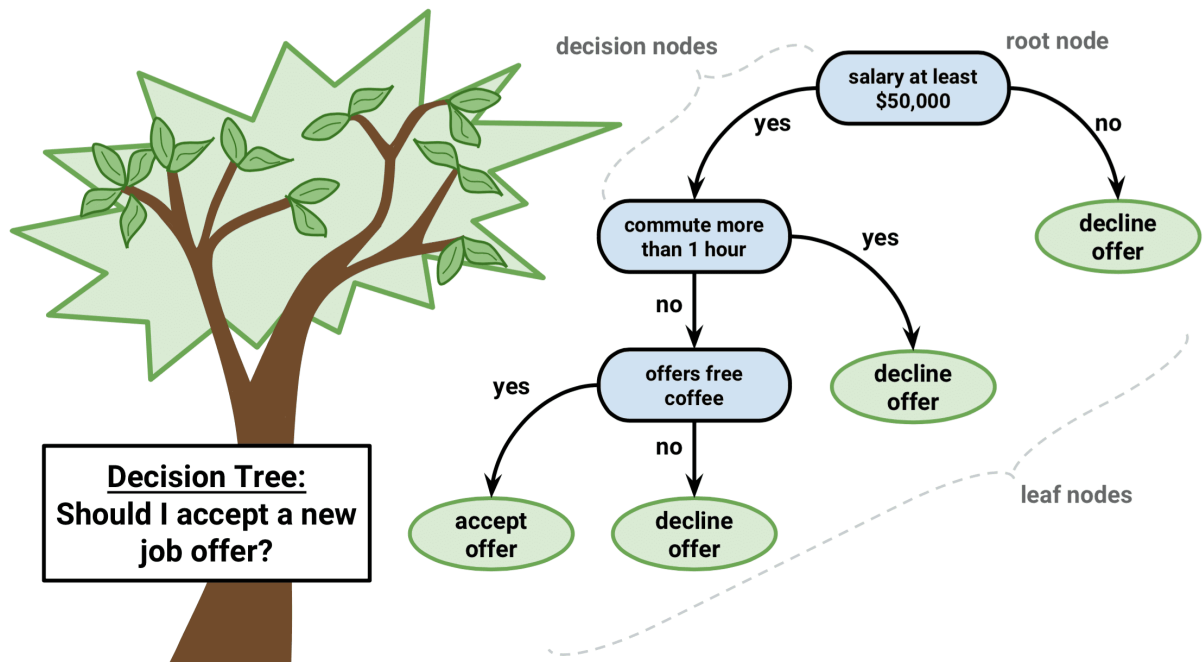 decision nodes
root node
salary at least
$50,000
yes
no
commute more
than 1 hour
decline
offer
yes
no
offers free
coffee
decline
offer
yes
no
Decision Tree:
Should I accept a new
job offer?
accept
offer
decline
offer
leaf nodes